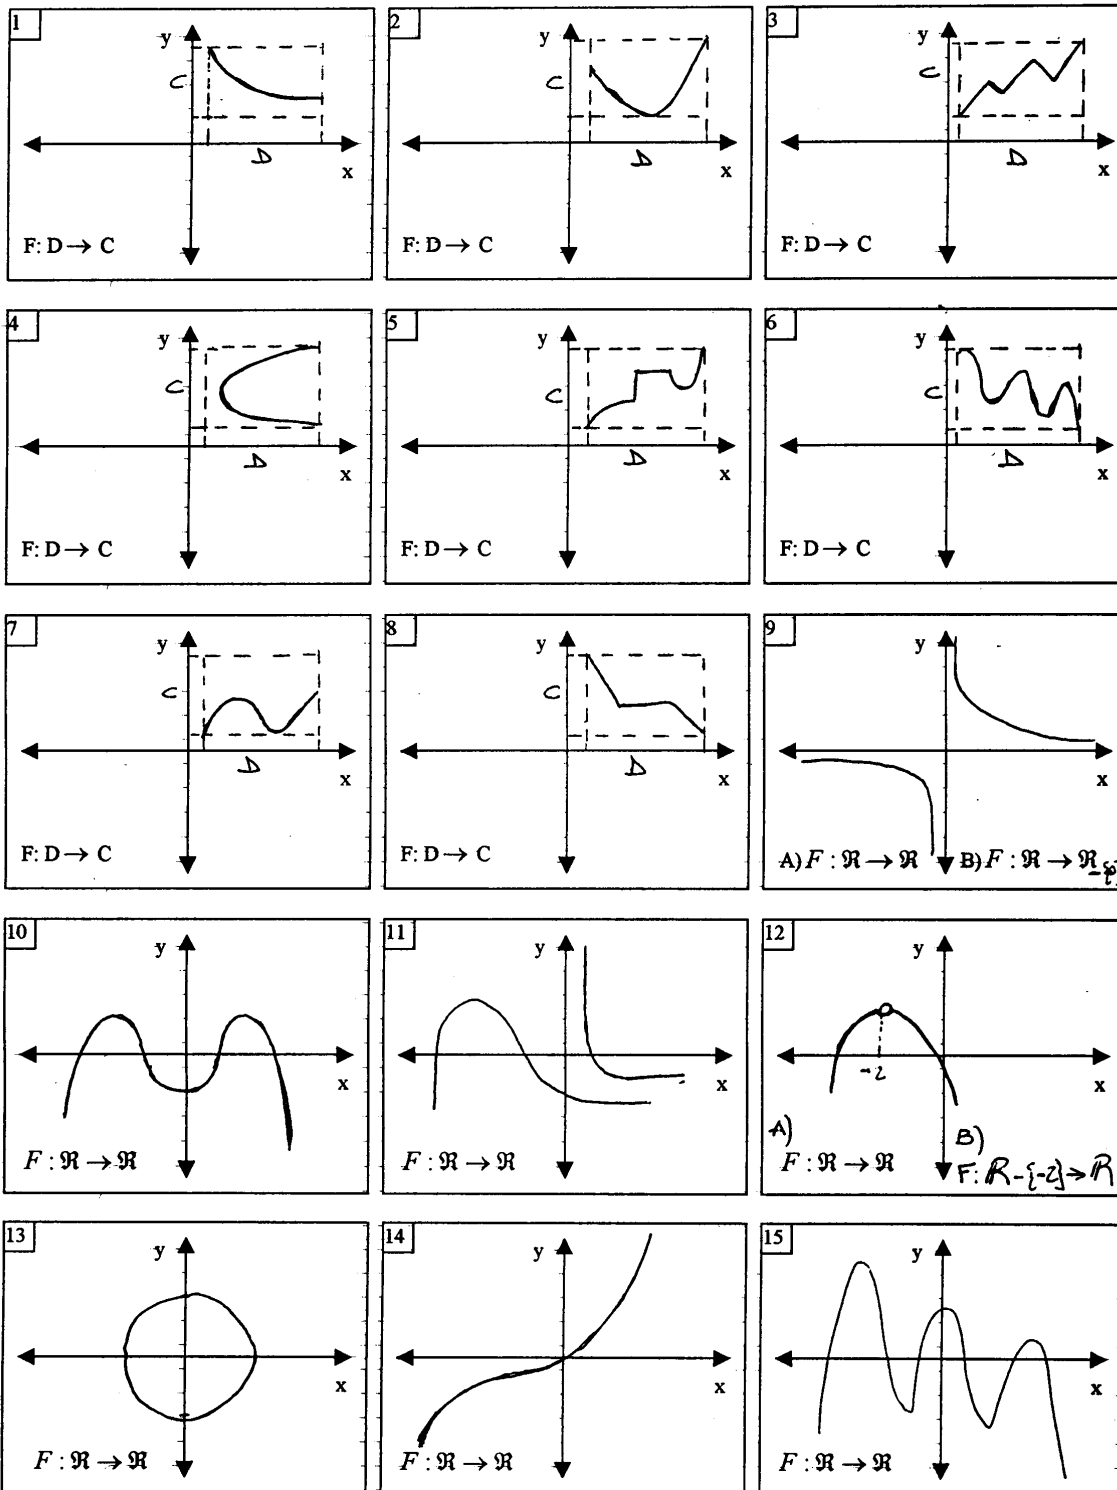 1
y
C
D
x
F: D → C
2
y
C
D
x
F: D → C
3
y
C
D
x
F: D → C
4
y
C
D
x
F: D → C
5
y
C
D
x
F: D → C
6
y
C
D
x
F: D → C
7
y
C
D
x
F: D → C
8
y
C
D
x
F: D → C
9
y
x
A) F : ℜ → ℜ B) F : ℜ → ℜ
10
y
x
F : ℜ → ℜ
11
y
x
F : ℜ → ℜ
12
y
x
-2
A) B)
F : ℜ → ℜ F: R-{-2} → R
13
y
x
F : ℜ → ℜ
14
y
x
F : ℜ → ℜ
15
y
x
F : ℜ → ℜ